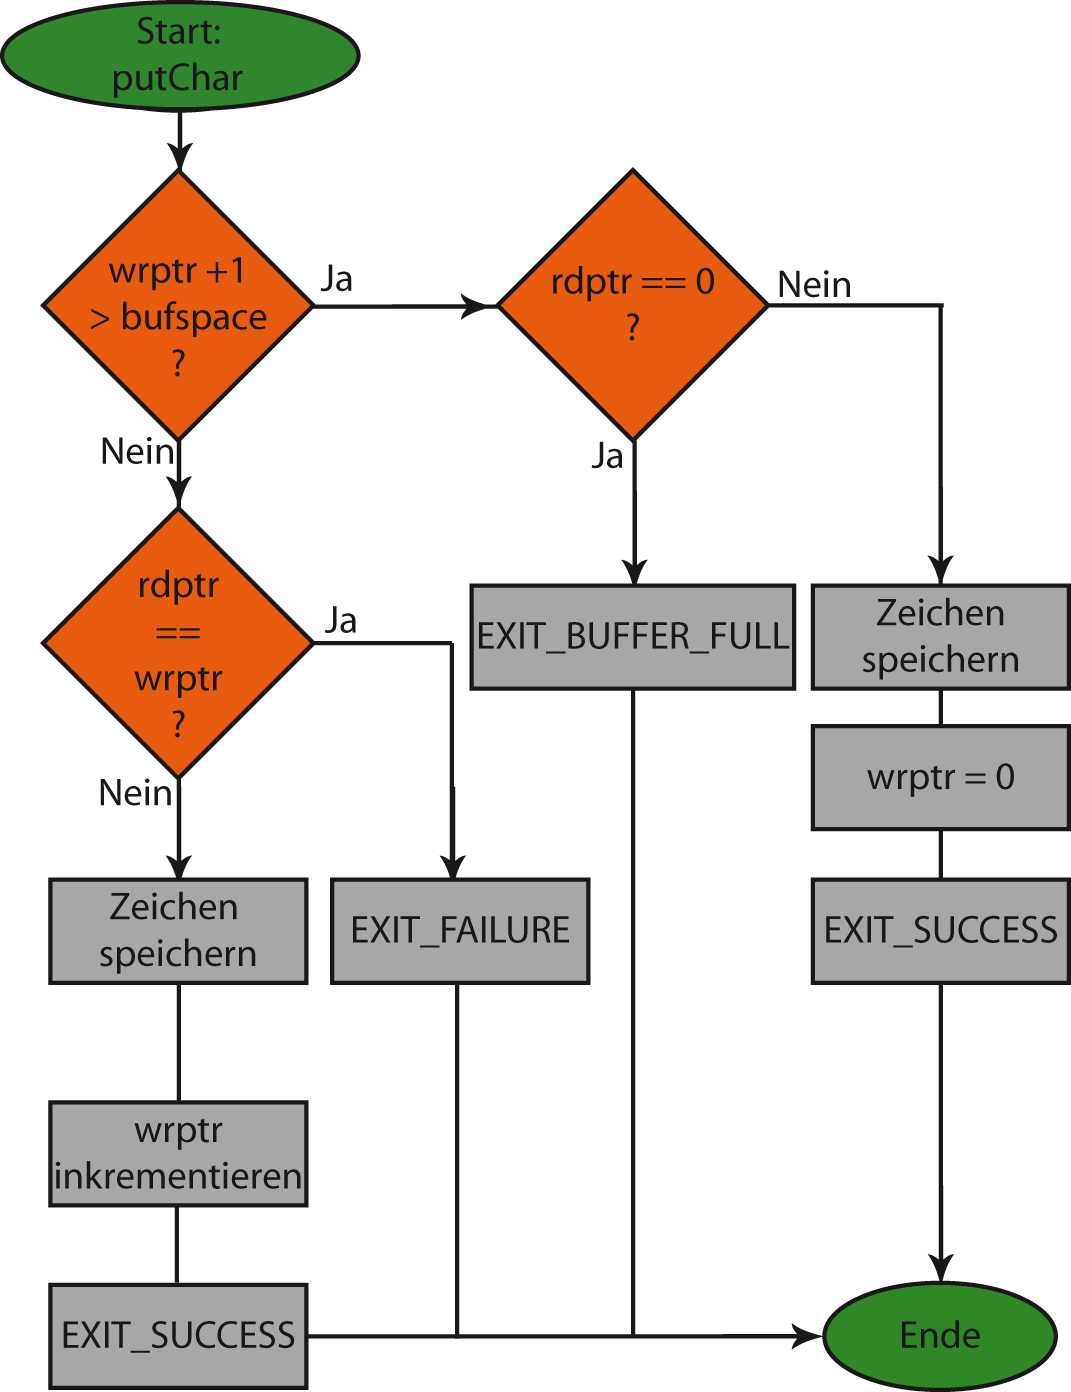 Start:
putChar
wrptr +1
> bufspace
?
Ja
rdptr == 0
?
Nein
Nein
Ja
rdptr
==
wrptr
?
Ja
EXIT_BUFFER_FULL
Zeichen
speichern
wrptr = 0
Nein
Zeichen
speichern
EXIT_FAILURE
EXIT_SUCCESS
wrptr
inkrementieren
EXIT_SUCCESS
Ende